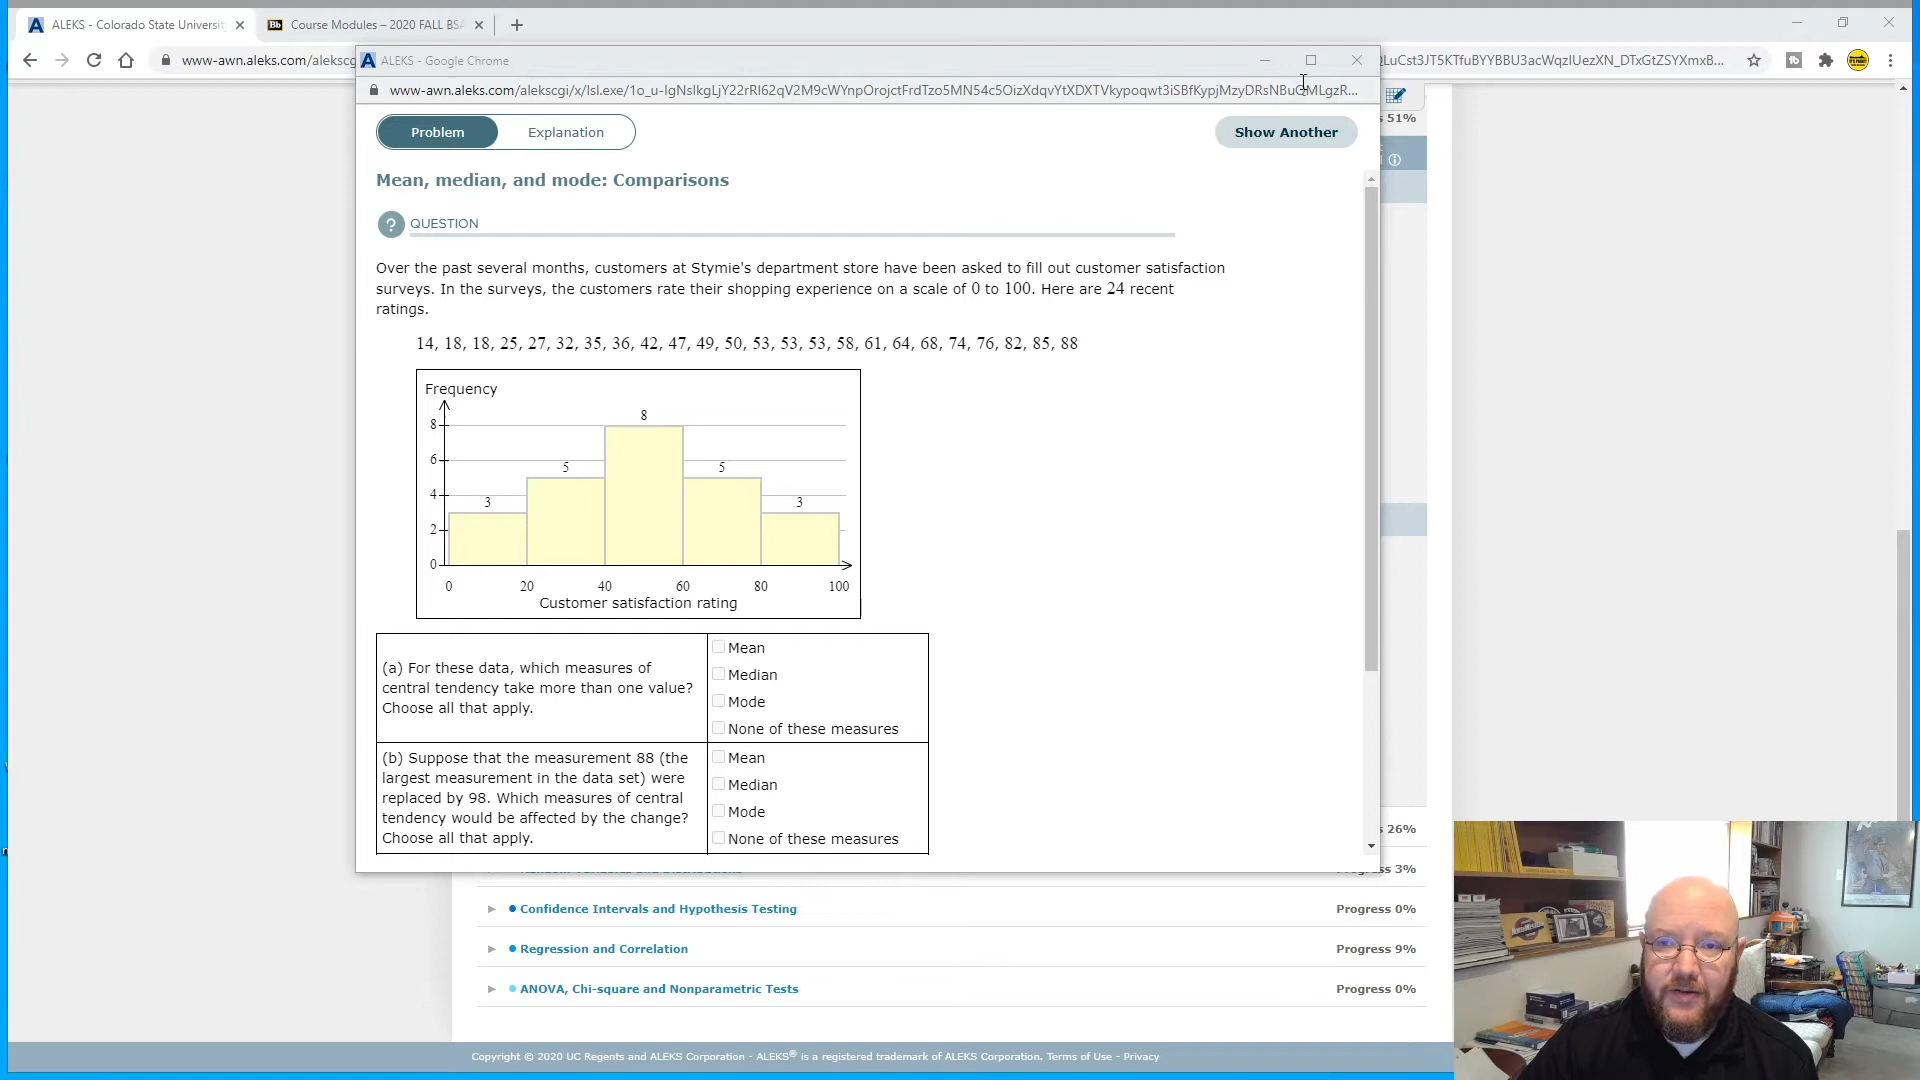 ALEKS - Colorado State Universit
Course Modules – 2020 FALL BSA
www-awn.aleks.com/alekscg
ALEKS - Google Chrome
www-awn.aleks.com/alekscgi/x/lsl.exe/
Problem
Explanation
Show Another
51%
Mean, median, and mode: Comparisons
? QUESTION
Over the past several months, customers at Stymie's department store have been asked to fill out customer satisfaction
surveys. In the surveys, the customers rate their shopping experience on a scale of 0 to 100. Here are 24 recent
ratings.
14, 18, 18, 25, 27, 32, 35, 36, 42, 47, 49, 50, 53, 53, 53, 58, 61, 64, 68, 74, 76, 82, 85, 88
Frequency
8
8
6
5
5
4
3
3
2
0
0 20 40 60 80 100
Customer satisfaction rating
(a) For these data, which measures of
central tendency take more than one value?
Choose all that apply.
Mean
Median
Mode
None of these measures
(b) Suppose that the measurement 88 (the
largest measurement in the data set) were
replaced by 98. Which measures of central
tendency would be affected by the change?
Choose all that apply.
Mean
Median
Mode
None of these measures
s 26%
s 3%
Confidence Intervals and Hypothesis Testing Progress 0%
Regression and Correlation Progress 9%
ANOVA, Chi-square and Nonparametric Tests Progress 0%
Copyright © 2020 UC Regents and ALEKS Corporation - ALEKS® is a registered trademark of ALEKS Corporation. Terms of Use - Privacy